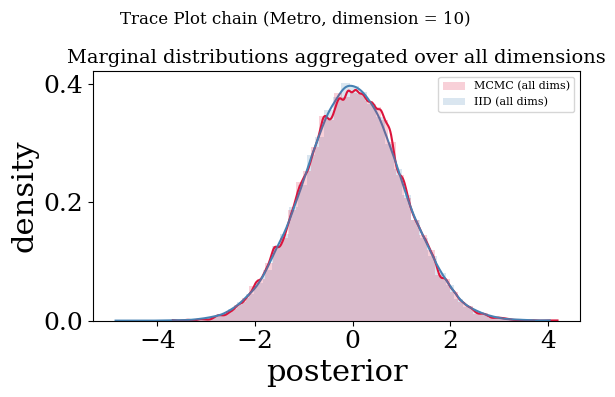 Trace Plot chain (Metro, dimension = 10)
Marginal distributions aggregated over all dimensions
MCMC (all dims)
IID (all dims)
density
0.4
0.2
0.0
−4 −2 0 2 4
posterior